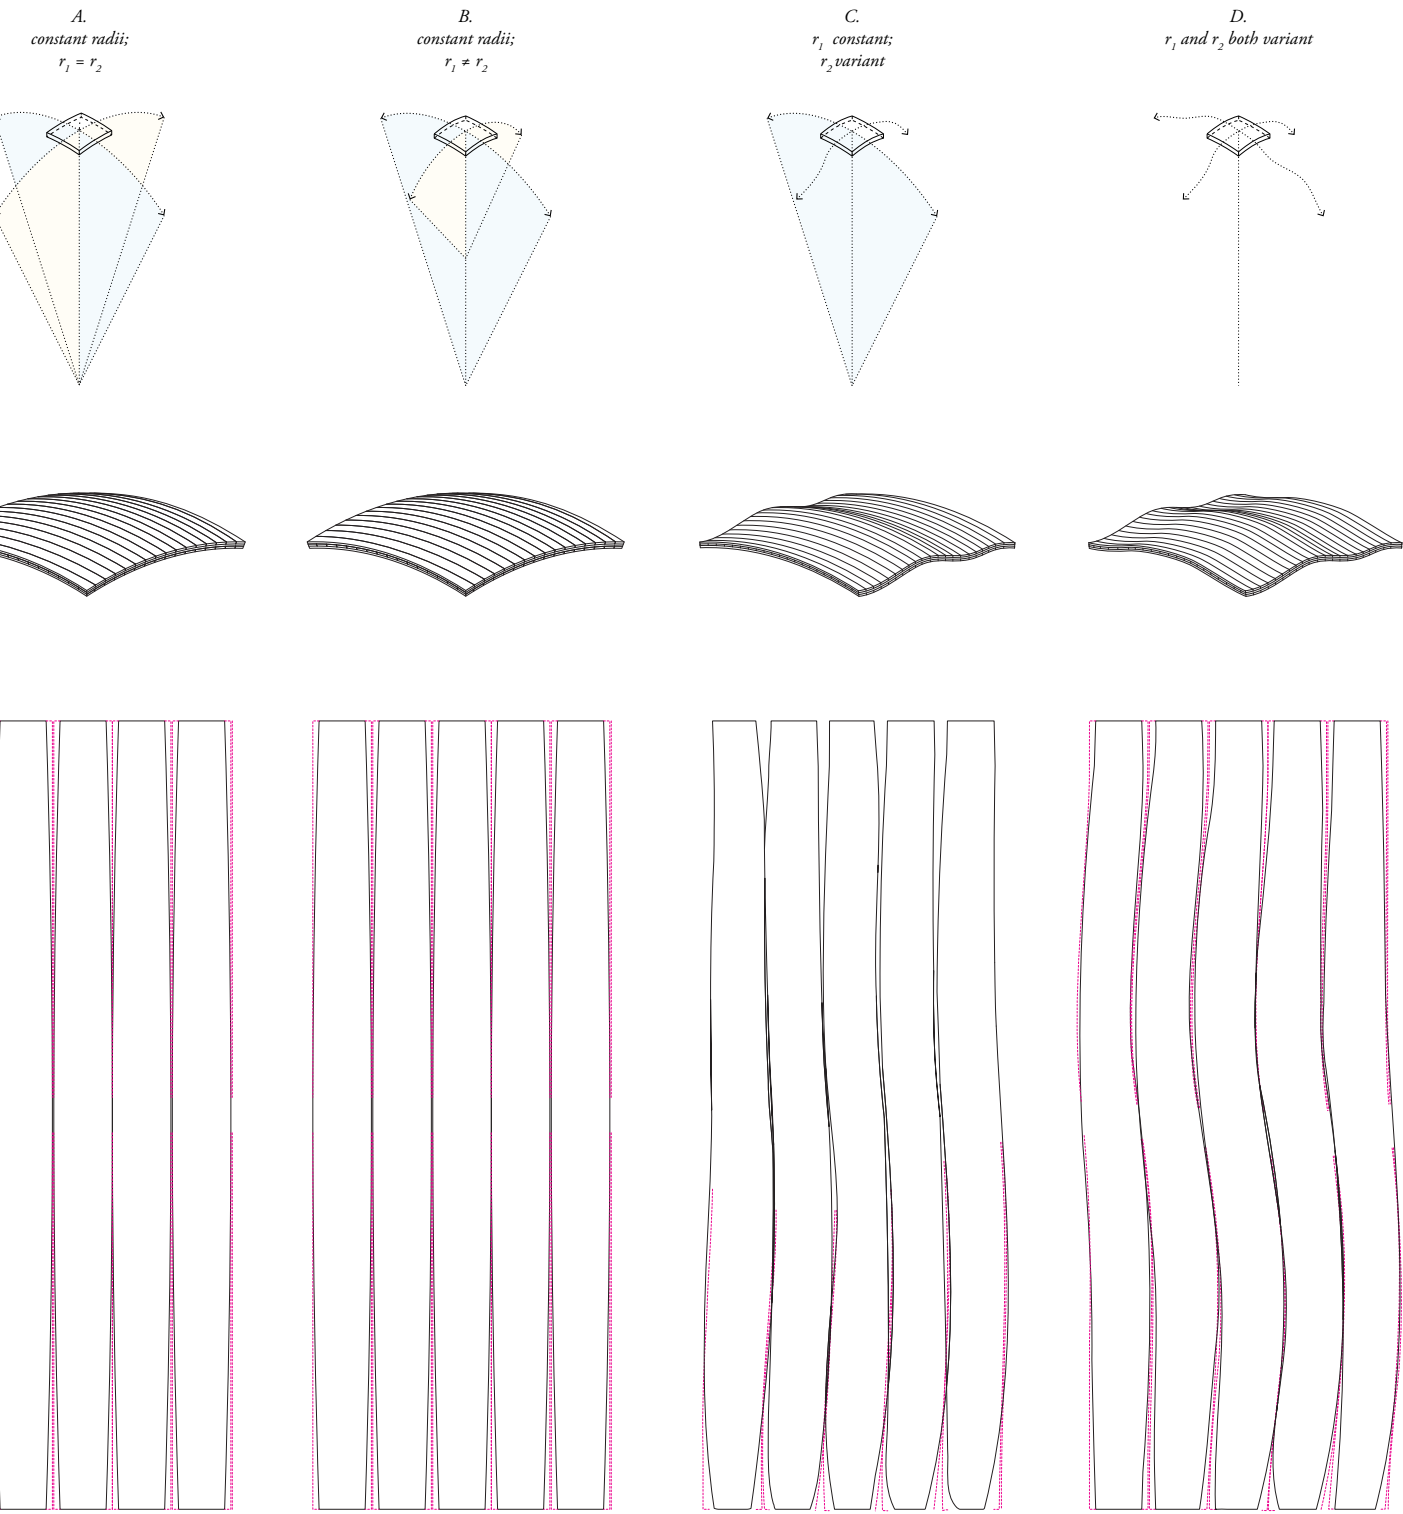 A.
constant radii;
r₁ = r₂
B.
constant radii;
r₁ ≠ r₂
C.
r₁ constant;
r₂ variant
D.
r₁ and r₂ both variant